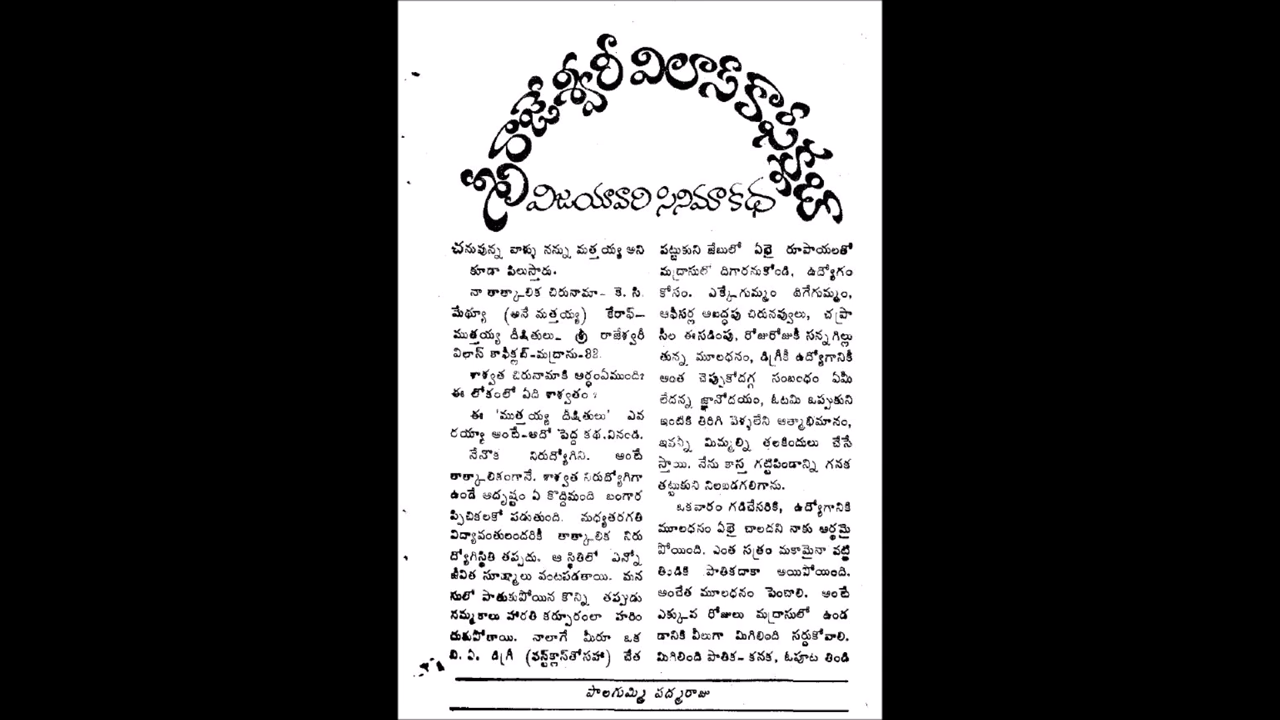 శ్రీ రాజేశ్వరీ విలాస్ కాఫీక్లబ్
విజయావారి సినిమాకథ
చనువున్న వాళ్ళు నన్ను మత్తయ్య అని
కూడా పిలుస్తారు.
నా తాత్కాలిక చిరునామా- కె. సి.
మేథ్యూ (అనే మత్తయ్య) కేరాఫ్-
ముత్తయ్య దీక్షితులు- శ్రీ రాజేశ్వరీ
విలాస్ కాఫీక్లబ్-మద్రాసు-33.
శాశ్వత చిరునామాకి అర్ధంఏముంది?
ఈ లోకంలో ఏది శాశ్వతం?
ఈ 'ముత్తయ్య దీక్షితులు' ఎవ
రయ్యా అంటే-అదో పెద్ద కథ.వినండి.
నేనొక నిరుద్యోగిని. అంటే
తాత్కాలికంగానే. శాశ్వత నిరుద్యోగిగా
ఉండే అదృష్టం ఏ కొద్దిమంది బంగార
ప్పిచికలకో పడుతుంది. మధ్యతరగతి
విద్యావంతులందరికీ తాత్కాలిక నిరు
ద్యోగిస్థితి తప్పదు. ఆ స్థితిలో ఎన్నో
జీవిత సూక్ష్మాలు వంటపడతాయి. మన
సులో పాతుకుపోయిన కొన్ని తప్పుడు
నమ్మకాలు హారతి కర్పూరంలా హరిం
చుకుపోతాయి. నాలాగే మీరూ ఒక
బి. ఏ. డిగ్రీ (ఫస్ట్‌క్లాస్‌తోసహా) చేత
పట్టుకుని జేబులో ఏభై రూపాయలతో
మద్రాసులో దిగారనుకోండి, ఉద్యోగం
కోసం. ఎక్కేగుమ్మం దిగేగుమ్మం,
ఆఫీసర్ల అబద్ధపు చిరునవ్వులు, చప్రా
సీల ఈసడింపు, రోజురోజుకీ సన్నగిల్లు
తున్న మూలధనం, డిగ్రీకీ ఉద్యోగానికీ
అంత చెప్పుకోదగ్గ సంబంధం ఏమీ
లేదన్న జ్ఞానోదయం, ఓటమి ఒప్పుకుని
ఇంటికి తిరిగి వెళ్ళలేని ఆత్మాభిమానం,
ఇవన్నీ మిమ్మల్ని తలకిందులు చేసే
స్తాయి. నేను కాస్త గట్టిపిండాన్ని గనక
తట్టుకుని నిలబడగలిగాను.
ఒకవారం గడిచేసరికి, ఉద్యోగానికి
మూలధనం ఏభై చాలదని నాకు అర్థమై
పోయింది. ఎంత సత్రం మకామైనా వట్టి
తిండికి పాతికదాకా అయిపోయింది.
అంచేత మూలధనం పెంచాలి. అంటే
ఎక్కువ రోజులు మద్రాసులో ఉండ
డానికి వీలుగా మిగిలింది సర్దుకోవాలి.
మిగిలింది పాతిక- కనక, ఓపూట తిండి
పాలగుమ్మి పద్మరాజు